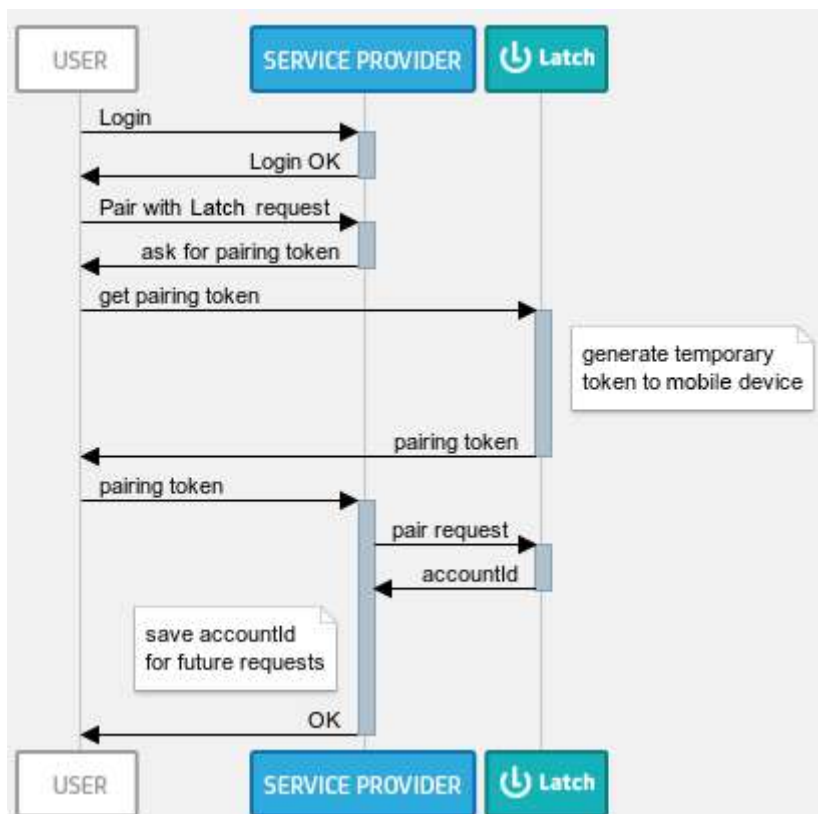 USER
SERVICE PROVIDER
Latch
Login
Login OK
Pair with Latch request
ask for pairing token
get pairing token
generate temporary
token to mobile device
pairing token
pairing token
pair request
accountId
save accountId
for future requests
OK
USER
SERVICE PROVIDER
Latch